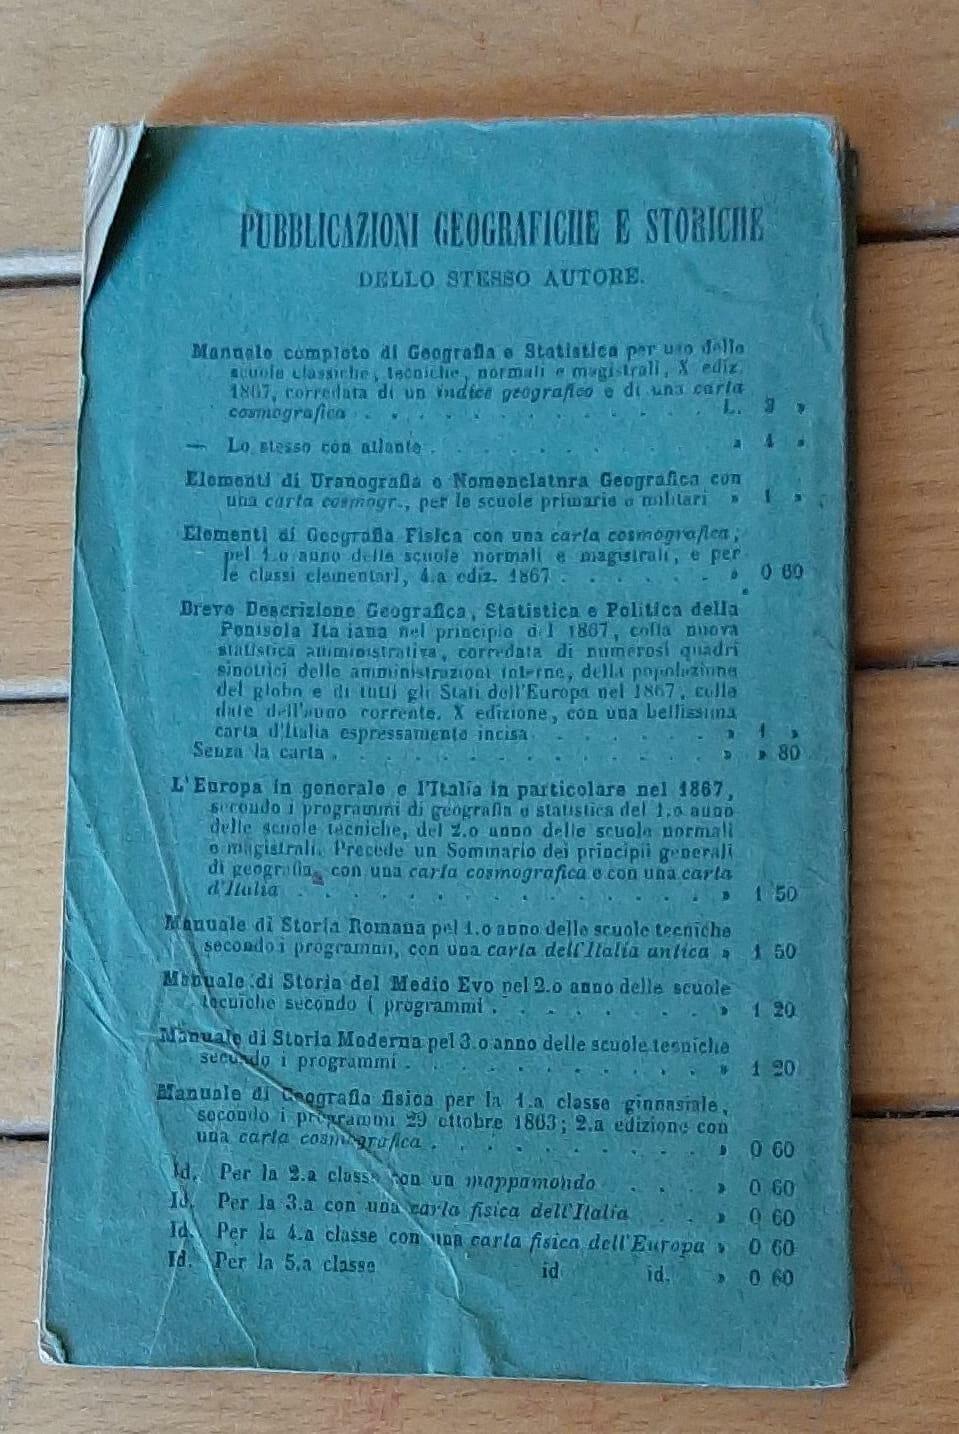 PUBBLICAZIONI GEOGRAFICHE E STORICHE
DELLO STESSO AUTORE.
Manuale completo di Geografia e Statistica per uso delle
scuole classiche, tecniche, normali e magistrali, X ediz.
1867, corredata di un indice geografico e di una carta
cosmografica . . . . . . . . . . . . L. 3 »
— Lo stesso con atlante . . . . . . . . . » 4 »
Elementi di Uranografia e Nomenclatura Geografica con
una carta cosmogr., per le scuole primarie e militari » 1 »
Elementi di Geografia Fisica con una carta cosmografica,
pel 1.o anno delle scuole normali e magistrali, e per
le classi elementari, 4.a ediz. 1867 . . . . . . » 0 60
Breve Descrizione Geografica, Statistica e Politica della
Penisola Ita iana nel principio del 1867, colla nuova
statistica amministrativa, corredata di numerosi quadri
sinottici delle amministrazioni interne, della popolazione
del globo e di tutti gli Stati dell'Europa nel 1867, colle
date dell'anno corrente. X edizione, con una bellissima
carta d'Italia espressamente incisa . . . . . . » 1 »
Senza la carta . . . . . . . . . . . . » » 80
L'Europa in generale e l'Italia in particolare nel 1867,
secondo i programmi di geografia e statistica del 1.o anno
delle scuole tecniche, del 2.o anno delle scuole normali
e magistrali. Precede un Sommario dei principii generali
di geografia, con una carta cosmografica e con una carta
d'Italia . . . . . . . . . . . . . » 1 50
Manuale di Storia Romana pel 1.o anno delle scuole tecniche
secondo i programmi, con una carta dell'Italia antica » 1 50
Manuale di Storia del Medio Evo pel 2.o anno delle scuole
tecniche secondo i programmi . . . . . . . . » 1 20
Manuale di Storia Moderna pel 3.o anno delle scuole tecniche
secondo i programmi . . . . . . . . . . » 1 20
Manuale di Geografia fisica per la 1.a classe ginnasiale,
secondo i programmi 29 ottobre 1863; 2.a edizione con
una carta cosmografica . . . . . . . . . » 0 60
Id. Per la 2.a classe con un mappamondo . . . » 0 60
Id. Per la 3.a con una carta fisica dell'Italia . . » 0 60
Id. Per la 4.a classe con una carta fisica dell'Europa » 0 60
Id. Per la 5.a classe id id. » 0 60